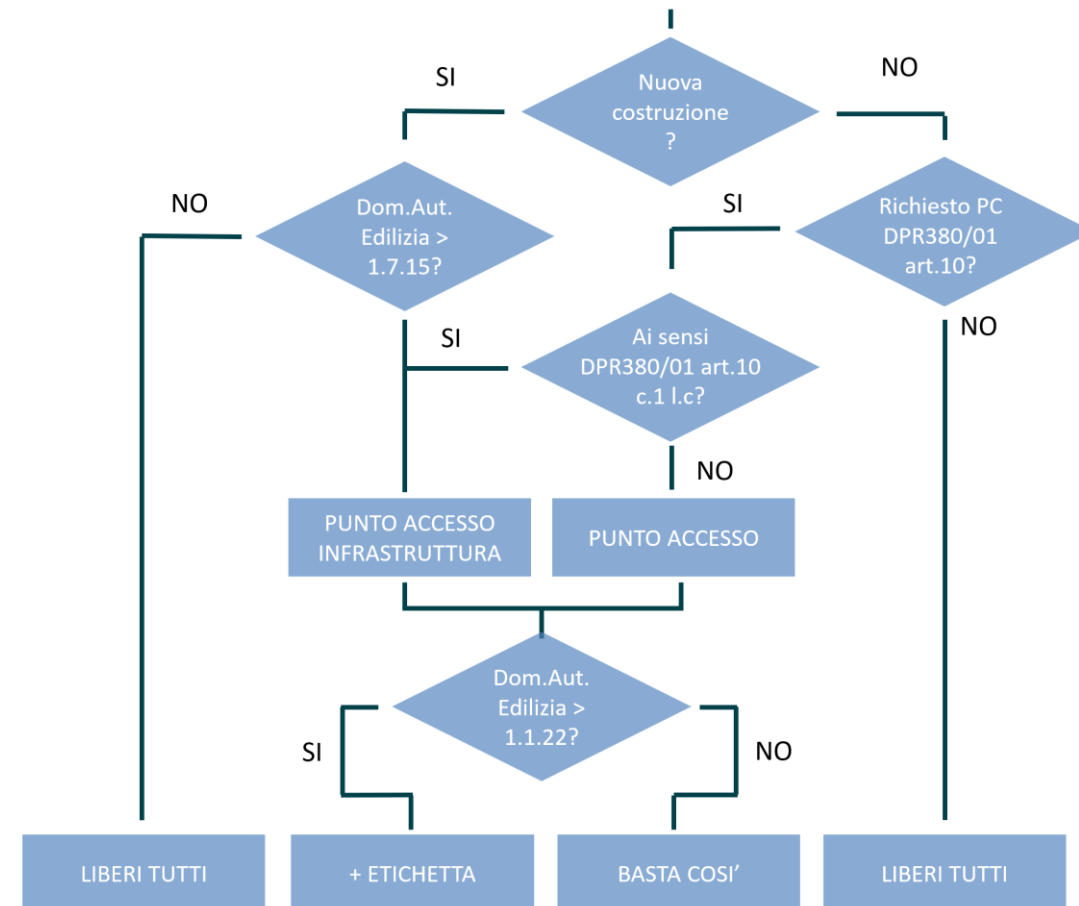 SI
NO
Nuova
costruzione
?
NO
Dom.Aut.
Edilizia >
1.7.15?
SI
Richiesto PC
DPR380/01
art.10?
SI
Ai sensi
DPR380/01 art.10
c.1 l.c?
NO
NO
PUNTO ACCESSO
INFRASTRUTTURA
PUNTO ACCESSO
Dom.Aut.
Edilizia >
1.1.22?
SI
NO
LIBERI TUTTI
+ ETICHETTA
BASTA COSI'
LIBERI TUTTI